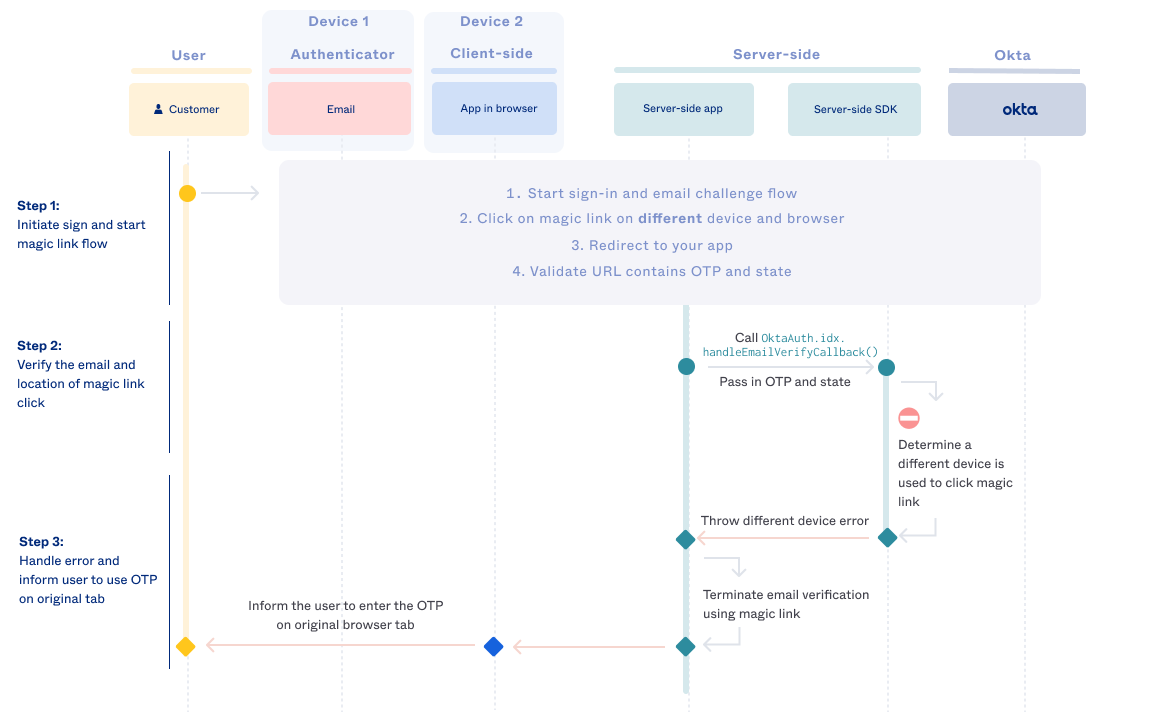 Device 1
Device 2
User
Authenticator
Client-side
Server-side
Okta
Customer
Email
App in browser
Server-side app
Server-side SDK
okta
Step 1:
Initiate sign and start
magic link flow
1. Start sign-in and email challenge flow
2. Click on magic link on different device and browser
3. Redirect to your app
4. Validate URL contains OTP and state
Step 2:
Verify the email and
location of magic link
click
Call OktaAuth.idx.
handleEmailVerifyCallback()
Pass in OTP and state
Determine a
different device is
used to click magic
link
Step 3:
Handle error and
inform user to use OTP
on original tab
Throw different device error
Terminate email verification
using magic link
Inform the user to enter the OTP
on original browser tab